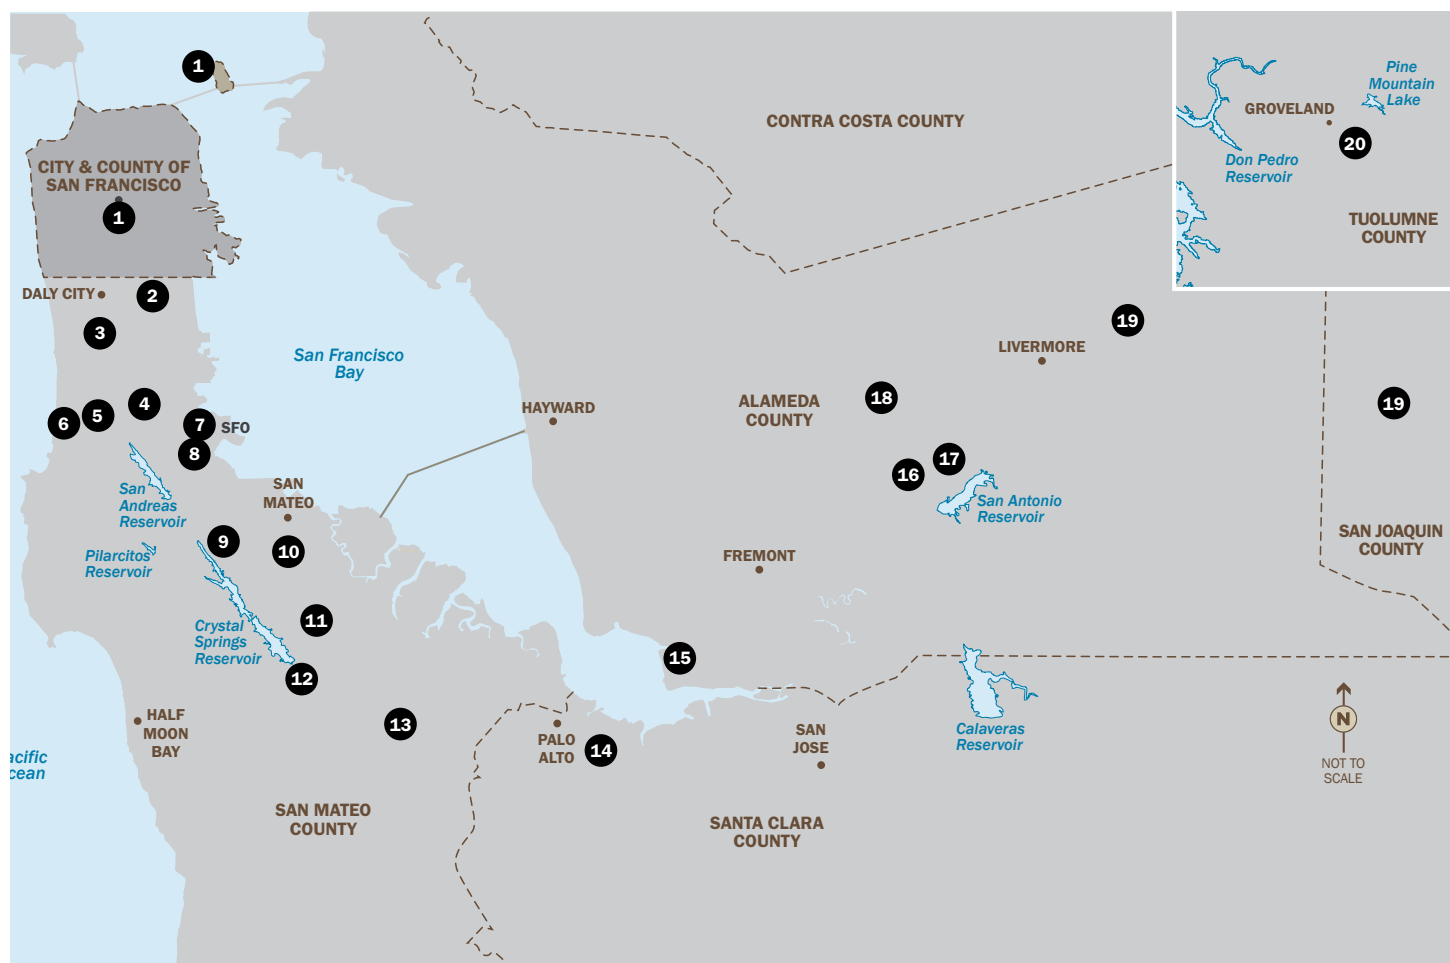 1
CONTRA COSTA COUNTY
CITY & COUNTY OF
SAN FRANCISCO
1
Pine
Mountain
Lake
GROVELAND
20
Don Pedro
Reservoir
TUOLUMNE
COUNTY
DALY CITY
2
3
San Francisco
Bay
19
LIVERMORE
4
5
6
7
SFO
8
HAYWARD
ALAMEDA
COUNTY
18
19
17
16
San Antonio
Reservoir
San
Andreas
Reservoir
SAN
MATEO
Pilarcitos
Reservoir
9
10
FREMONT
SAN JOAQUIN
COUNTY
Crystal
Springs
Reservoir
11
12
15
HALF
MOON
BAY
13
PALO
ALTO
14
SAN
JOSE
Calaveras
Reservoir
N
NOT TO
SCALE
acific
cean
SAN MATEO
COUNTY
SANTA CLARA
COUNTY